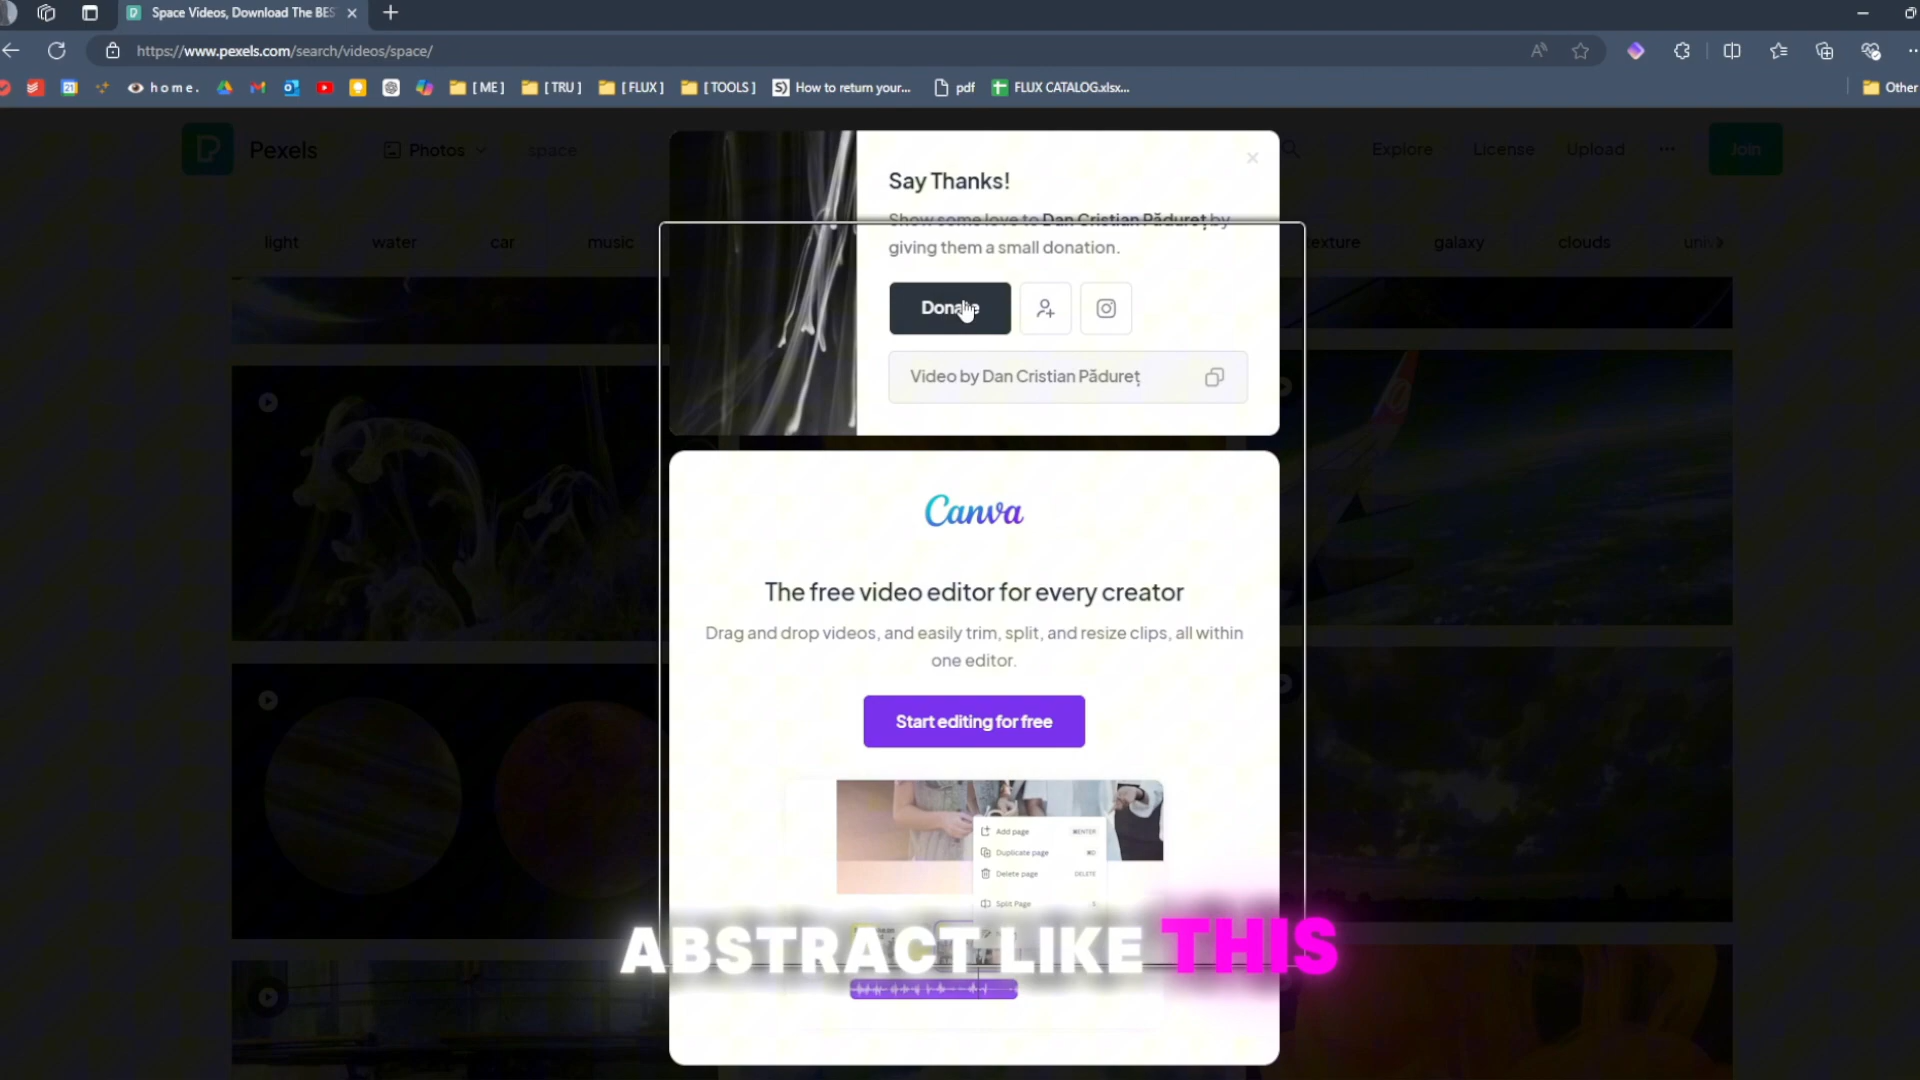 Space Videos, Download The BES
https://www.pexels.com/search/videos/space/
home.
[ ME ]
[ TRU ]
[ FLUX ]
[ TOOLS ]
How to return your...
pdf
FLUX CATALOG.xlsx...
Other
Pexels
Photos
space
Explore
License
Upload
Join
light
water
car
music
exture
galaxy
clouds
Say Thanks!
Show some love to Dan Cristian Pădureț by
giving them a small donation.
Donate
Video by Dan Cristian Pădureț
Canva
The free video editor for every creator
Drag and drop videos, and easily trim, split, and resize clips, all within
one editor.
Start editing for free
Add page
ENTER
Duplicate page
Delete page
DELETE
Split Page
S
ABSTRACT LIKE THIS